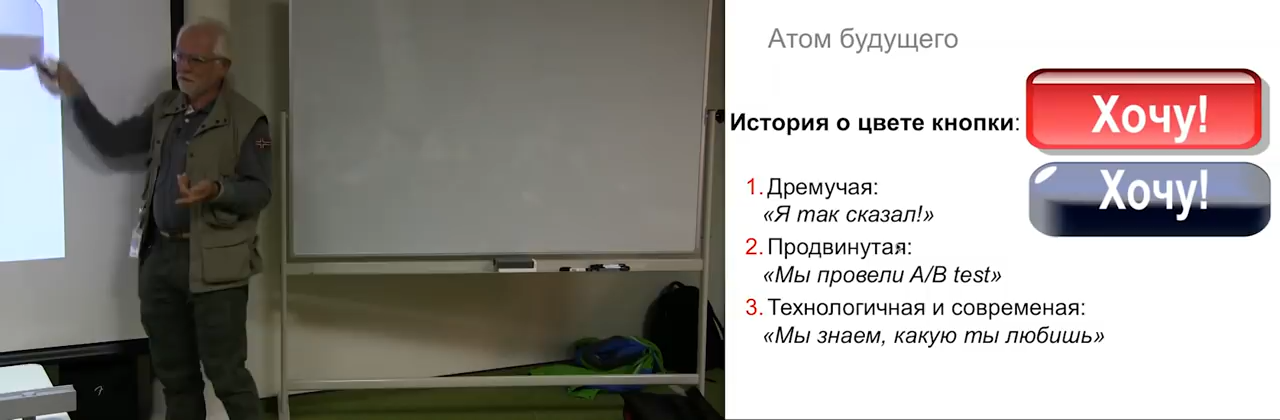 Атом будущего
Хочу!
История о цвете кнопки:
Хочу!
1. Дремучая:
«Я так сказал!»
2. Продвинутая:
«Мы провели A/B test»
3. Технологичная и современая:
«Мы знаем, какую ты любишь»